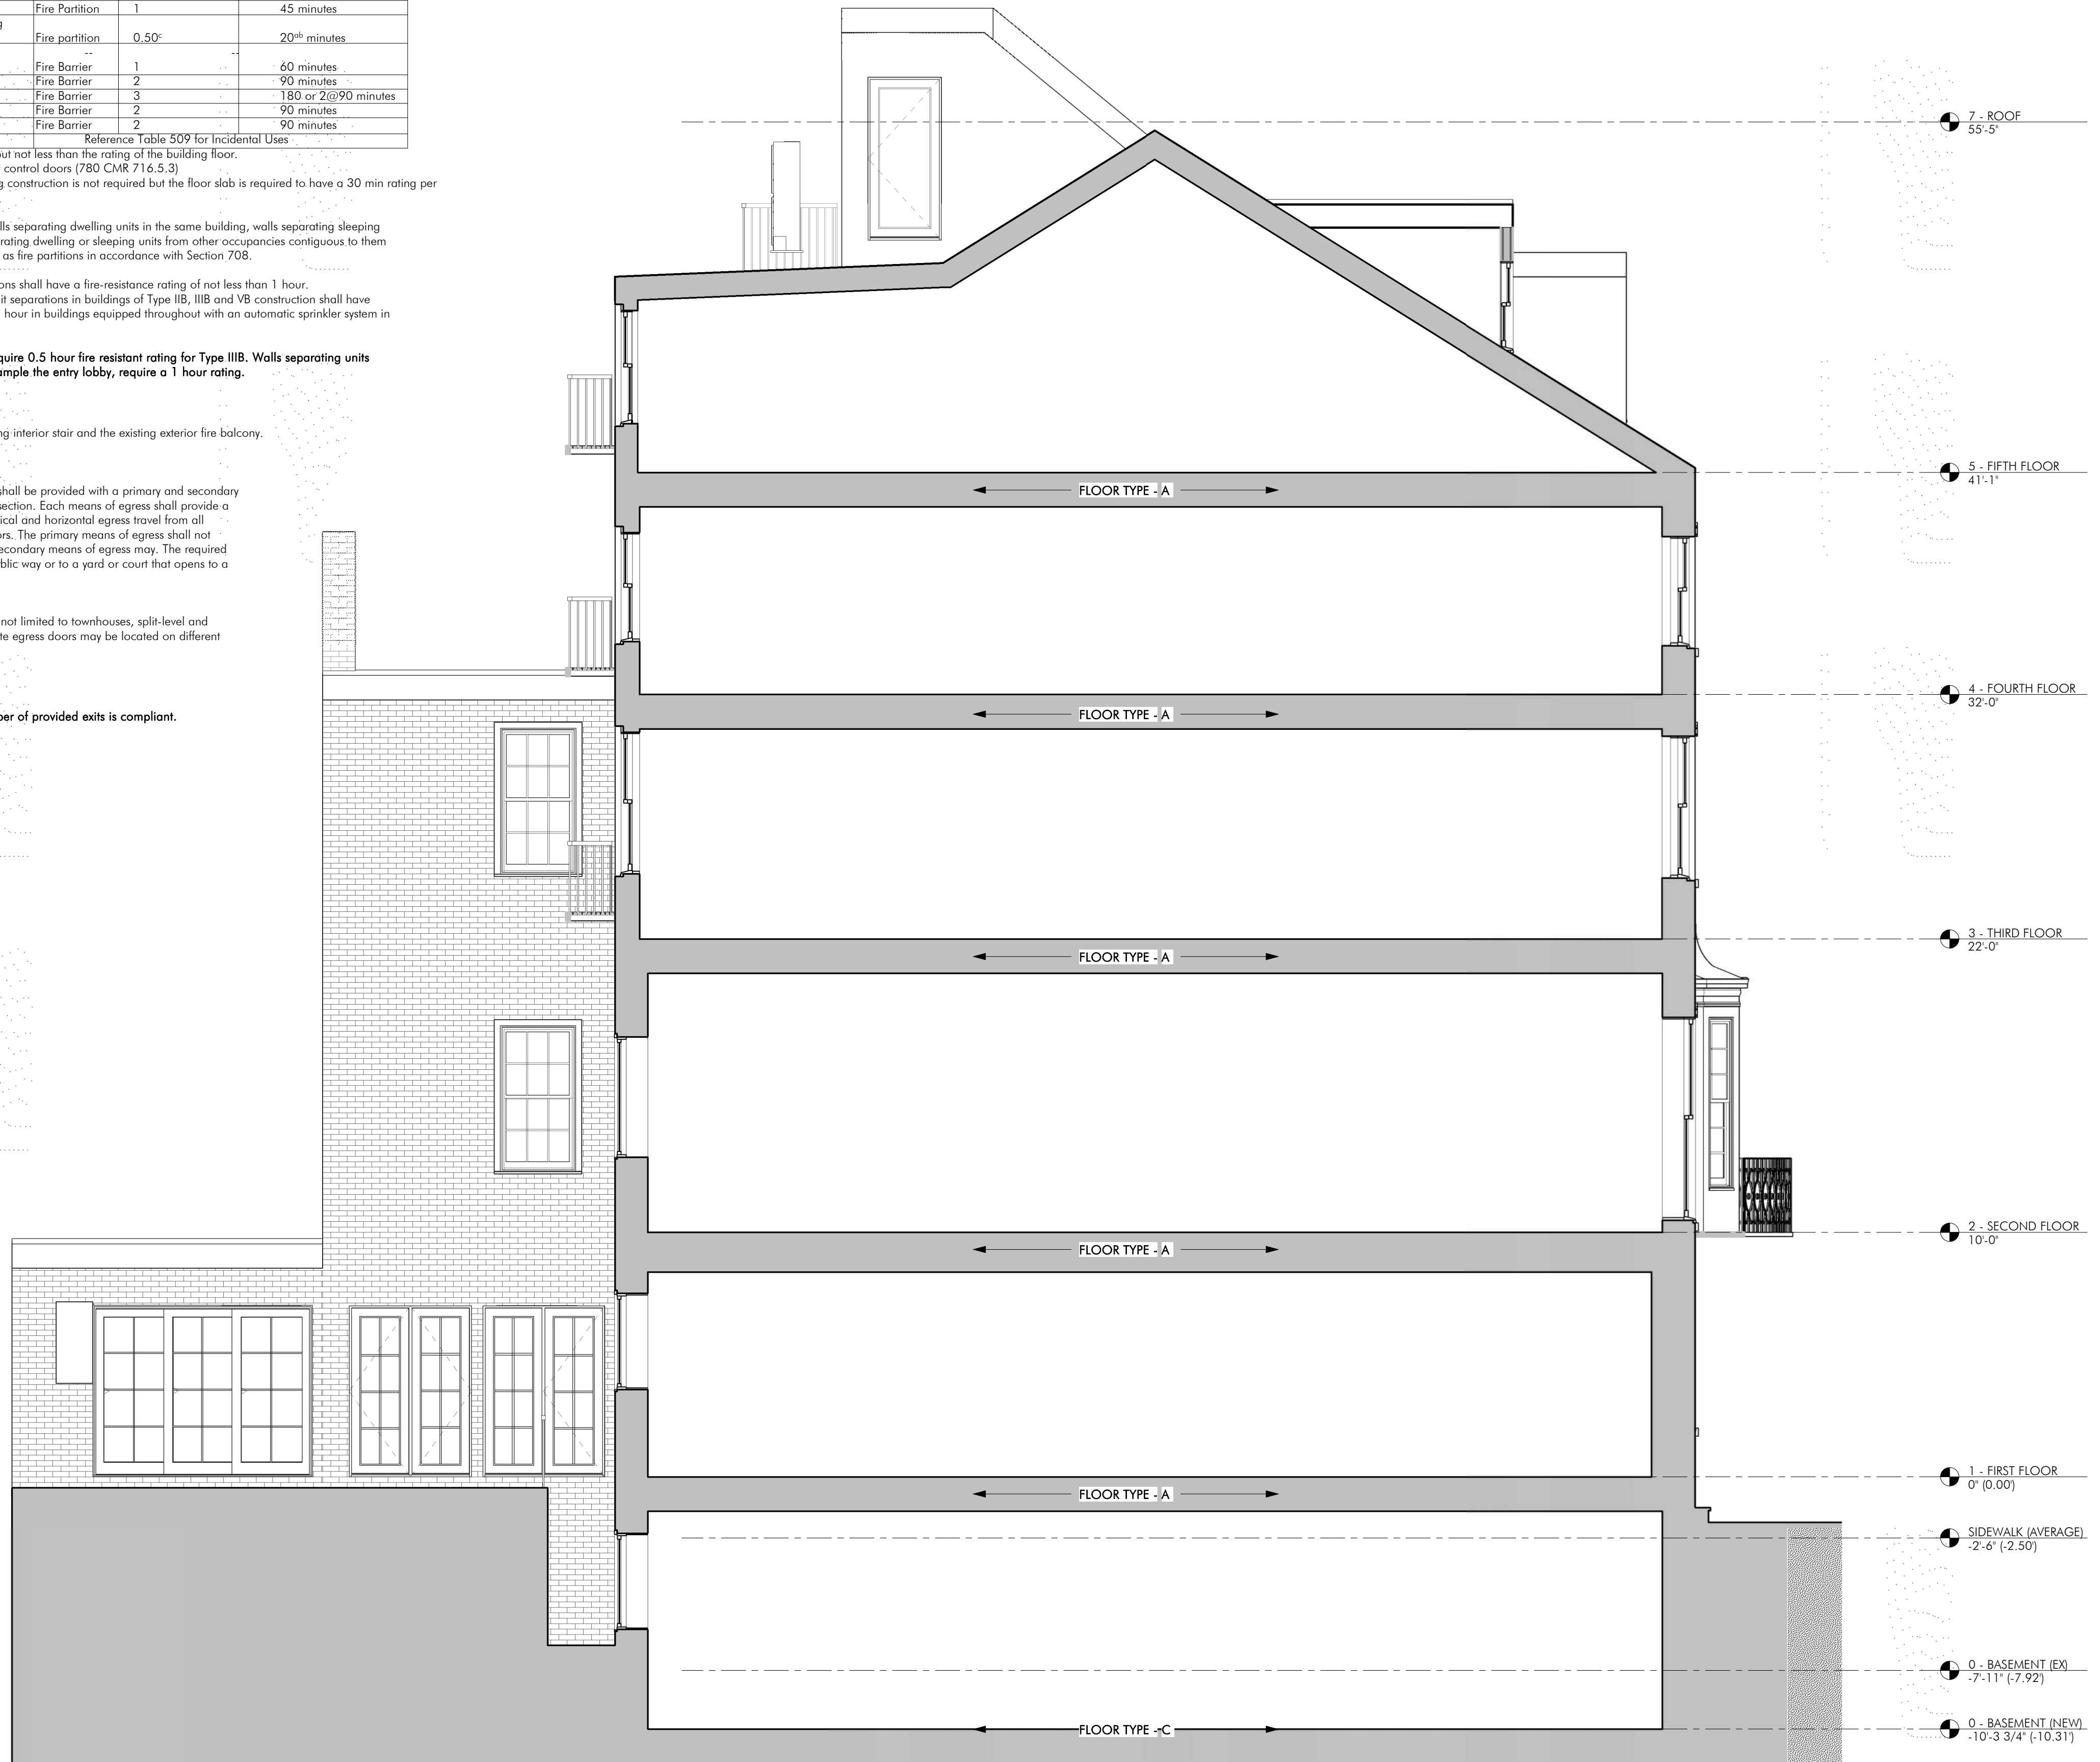 Fire Partition 1 45 minutes
g
Fire partition 0.50ᶜ 20ᵃᵇ minutes
-- --
Fire Barrier 1 60 minutes
Fire Barrier 2 90 minutes
Fire Barrier 3 180 or 2@90 minutes
Fire Barrier 2 90 minutes
Fire Barrier 2 90 minutes
Reference Table 509 for Incidental Uses
but not less than the rating of the building floor.
control doors (780 CMR 716.5.3)
g construction is not required but the floor slab is required to have a 30 min rating per
lls separating dwelling units in the same building, walls separating sleeping
rating dwelling or sleeping units from other occupancies contiguous to them
as fire partitions in accordance with Section 708.
ons shall have a fire-resistance rating of not less than 1 hour.
it separations in buildings of Type IIB, IIIB and VB construction shall have
hour in buildings equipped throughout with an automatic sprinkler system in
quire 0.5 hour fire resistant rating for Type IIIB. Walls separating units
ample the entry lobby, require a 1 hour rating.
ng interior stair and the existing exterior fire balcony.
shall be provided with a primary and secondary
section. Each means of egress shall provide a
ical and horizontal egress travel from all
ors. The primary means of egress shall not
econdary means of egress may. The required
blic way or to a yard or court that opens to a
not limited to townhouses, split-level and
te egress doors may be located on different
ber of provided exits is compliant.
7 - ROOF
55'-5"
5 - FIFTH FLOOR
41'-1"
FLOOR TYPE - A
4 - FOURTH FLOOR
32'-0"
FLOOR TYPE - A
3 - THIRD FLOOR
22'-0"
FLOOR TYPE - A
2 - SECOND FLOOR
10'-0"
FLOOR TYPE - A
1 - FIRST FLOOR
0" (0.00')
FLOOR TYPE - A
SIDEWALK (AVERAGE)
-2'-6" (-2.50')
0 - BASEMENT (EX)
-7'-11" (-7.92')
0 - BASEMENT (NEW)
-10'-3 3/4" (-10.31')
FLOOR TYPE - C